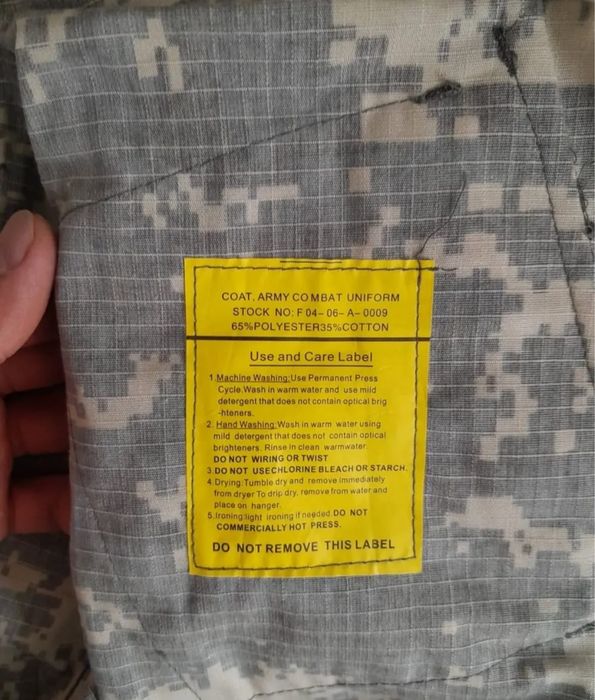 COAT. ARMY COMBAT UNIFORM
STOCK NO: F 04- 06- A- 0009
65%POLYESTER35%COTTON
Use and Care Label
1.Machine Washing:Use Permanent Press
Cycle.Wash in warm water and use mild
detergent that does not contain optical brig
-hteners.
2. Hand Washing:Wash in warm water using
mild detergent that does not contain optical
brighteners. Rinse in clean warmwater.
DO NOT WIRING OR TWIST
3.DO NOT USECHLORINE BLEACH OR STARCH.
4.Drying:Tumble dry and remove immediately
from dryer To drip dry, remove from water and
place on hanger.
5.Ironing:light ironing if needed DO NOT
COMMERCIALLY HOT PRESS.
DO NOT REMOVE THIS LABEL